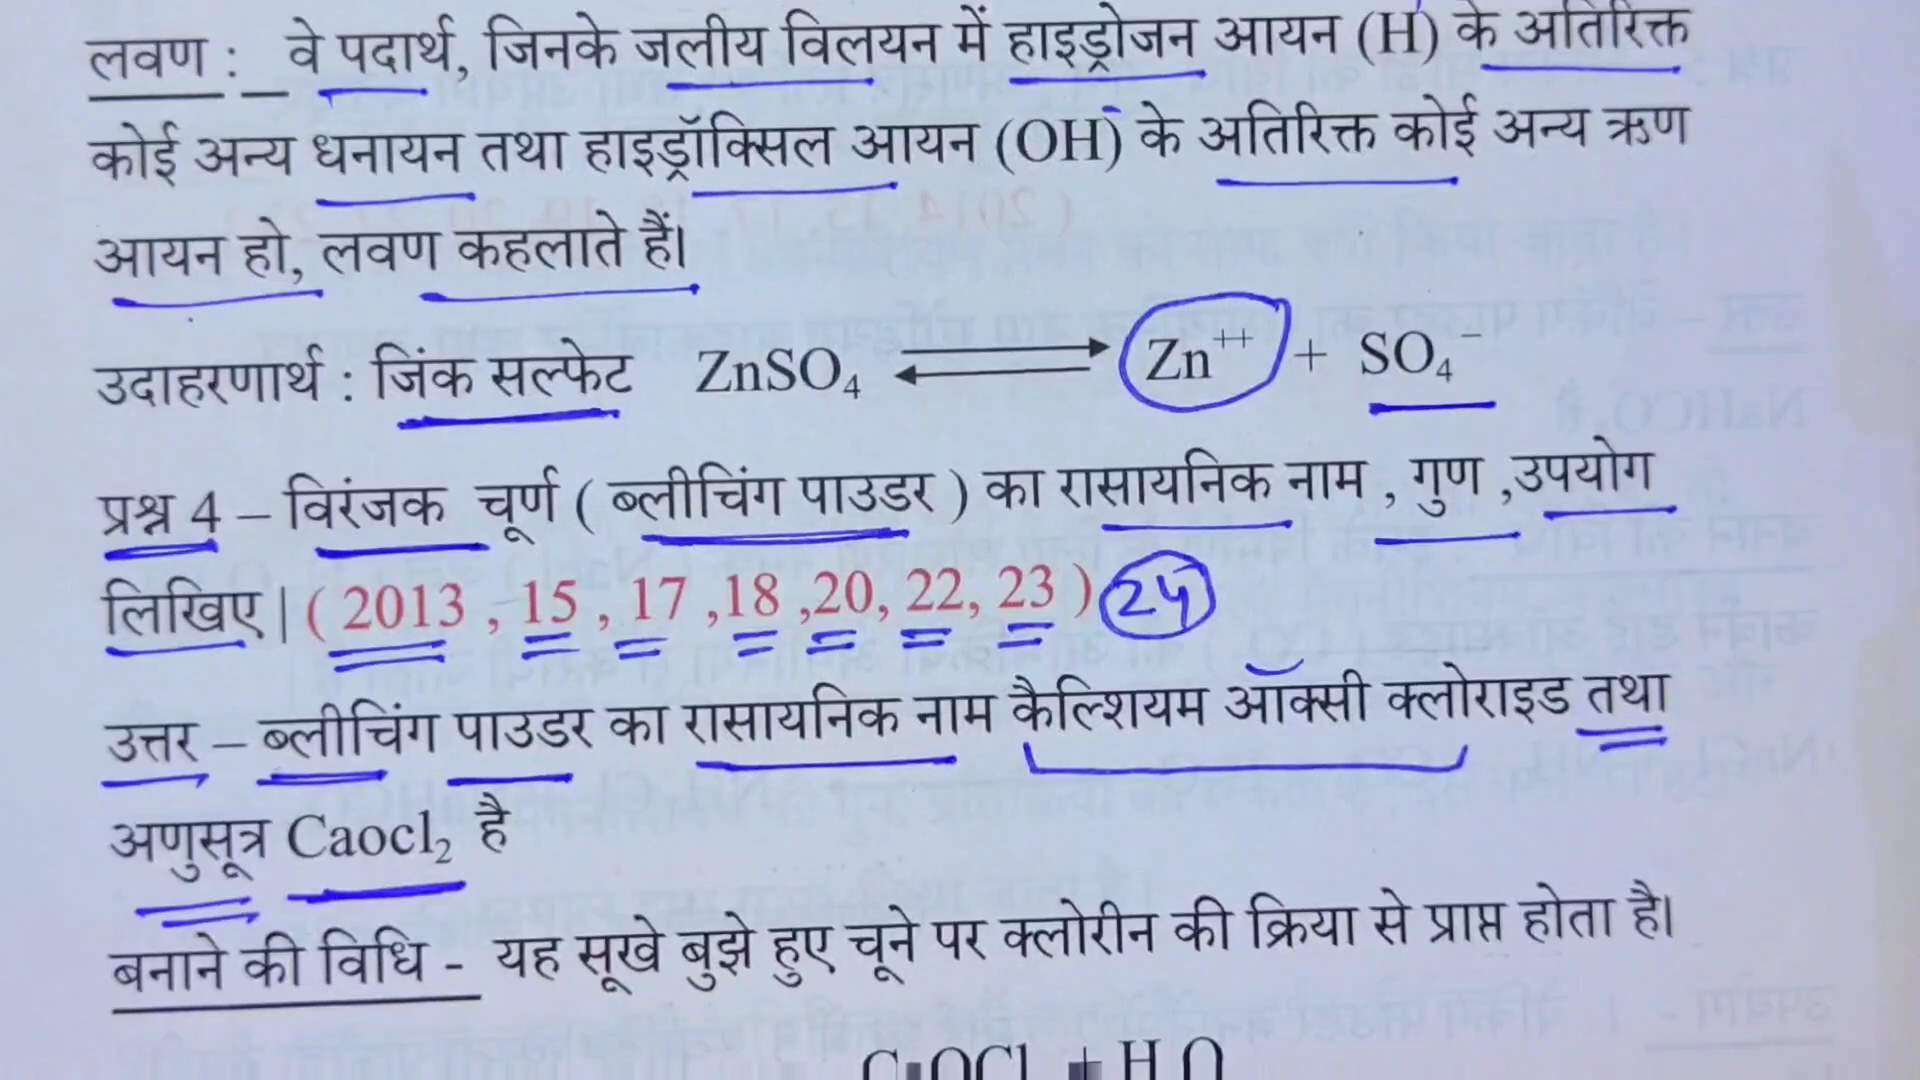 लवण : _ वे पदार्थ, जिनके जलीय विलयन में हाइड्रोजन आयन (H) के अतिरिक्त
कोई अन्य धनायन तथा हाइड्रॉक्सिल आयन (OH⁻) के अतिरिक्त कोई अन्य ऋण
आयन हो, लवण कहलाते हैं।
उदाहरणार्थ : जिंक सल्फेट ZnSO₄ ⇌ Zn⁺⁺ + SO₄⁻
प्रश्न 4 – विरंजक चूर्ण ( ब्लीचिंग पाउडर ) का रासायनिक नाम , गुण ,उपयोग
लिखिए | ( 2013 , 15 , 17 ,18 ,20, 22, 23 ) 24
उत्तर – ब्लीचिंग पाउडर का रासायनिक नाम कैल्शियम ऑक्सी क्लोराइड तथा
अणुसूत्र Caocl₂ है
बनाने की विधि - यह सूखे बुझे हुए चूने पर क्लोरीन की क्रिया से प्राप्त होता है।